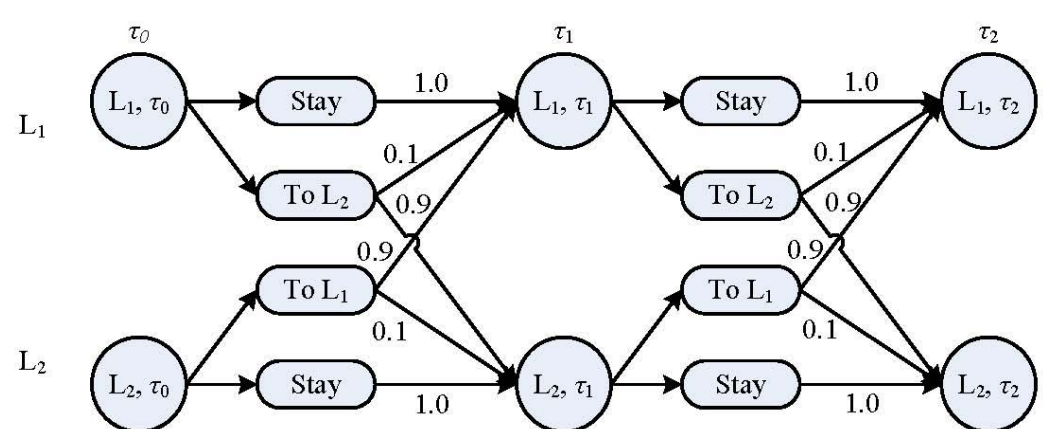 τ0 τ1 τ2
L1 L1, τ0 Stay 1.0 L1, τ1 Stay 1.0 L1, τ2
0.1 0.1
To L2 0.9 To L2 0.9
0.9 0.9
To L1 To L1
0.1 0.1
L2 L2, τ0 Stay L2, τ1 Stay L2, τ2
1.0 1.0